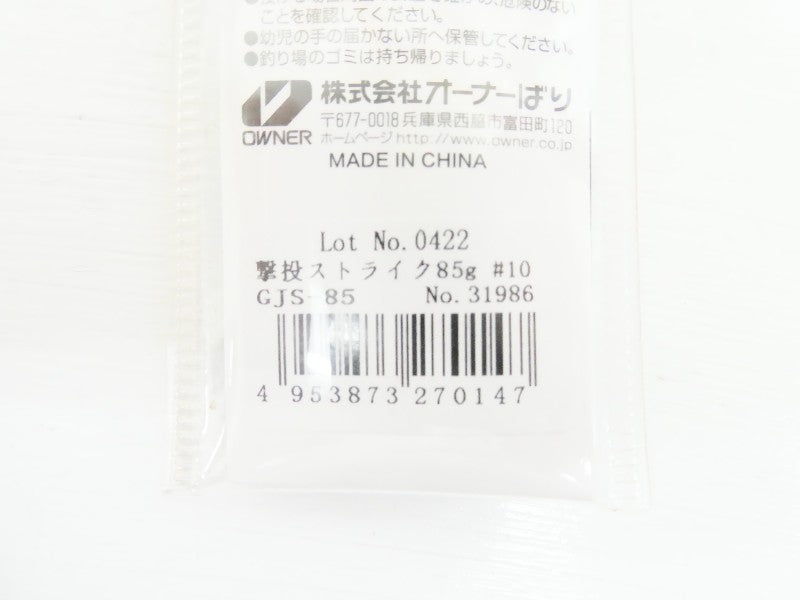 ことを確認してください。
●幼児の手の届かない所へ保管してください。
●釣り場のゴミは持ち帰りましょう。
OWNER
株式会社オーナーばり
〒677-0018 兵庫県西脇市富田町120
ホームページ http://www.owner.co.jp
MADE IN CHINA
Lot No.0422
撃投ストライク85g #10
GJS-85 No.31986
4 953873 270147